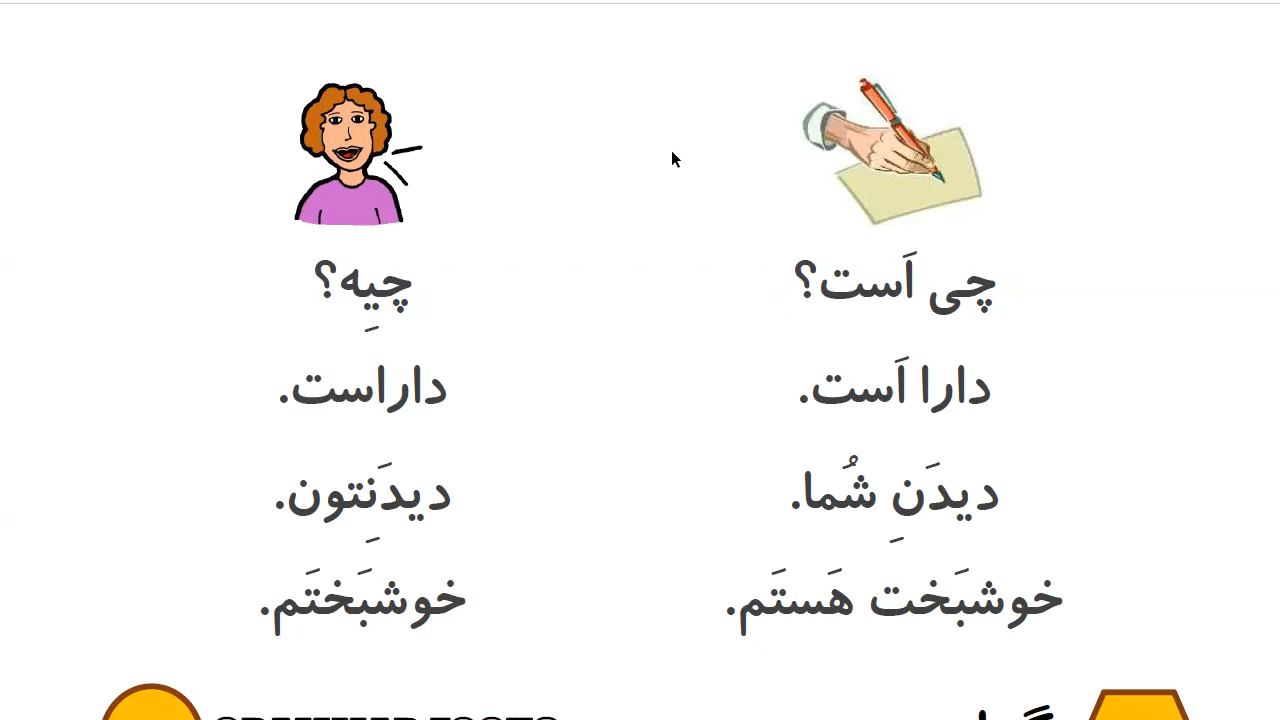 چی اَست؟ چیِه؟
دارا اَست. داراست.
دیدَنِ شُما. دیدَنِتون.
خوشبَخت هَستَم. خوشبَختَم.